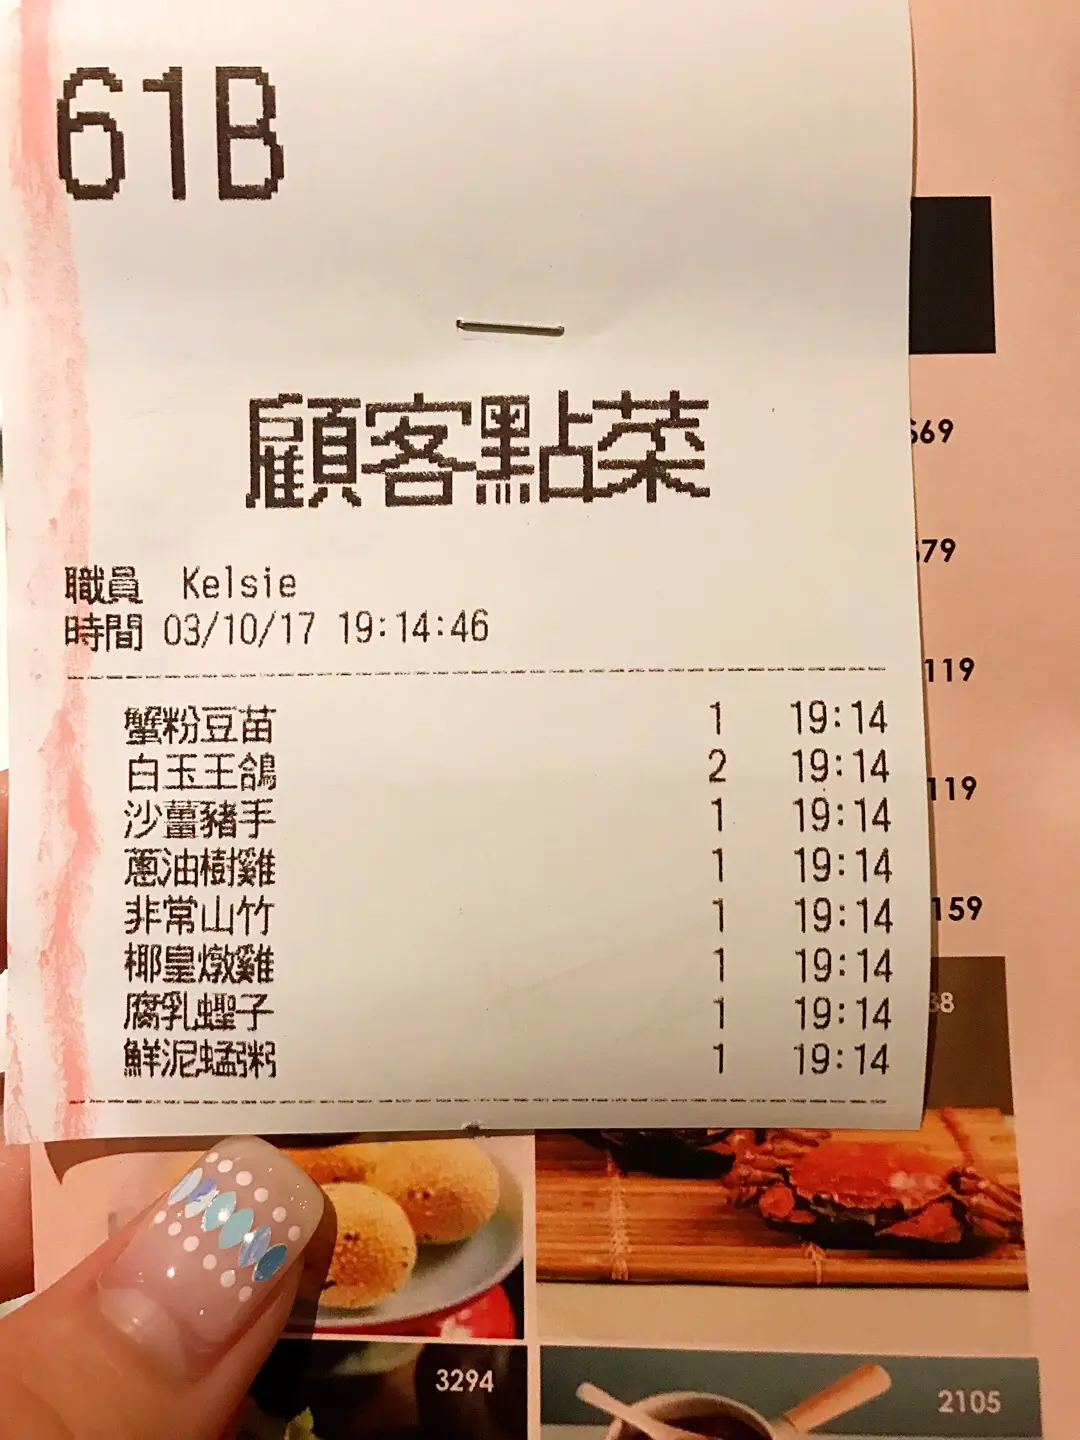 61B
顧客點菜
職員 Kelsie
時間 03/10/17 19:14:46
蟹粉豆苗 1 19:14
白玉王鴿 2 19:14
沙薑豬手 1 19:14
蔥油樹雞 1 19:14
非常山竹 1 19:14
椰皇燉雞 1 19:14
腐乳蟶子 1 19:14
鮮泥蜢粥 1 19:14
$69
$79
119
119
159
88
3294
2105